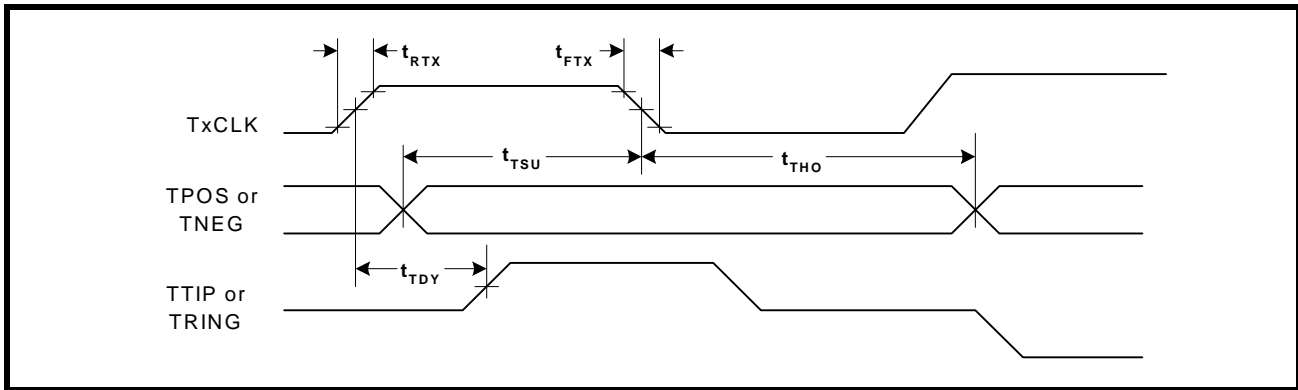 tRTX
tFTX
TxCLK
tTSU
tTHO
TPOS or
TNEG
tTDY
TTIP or
TRING